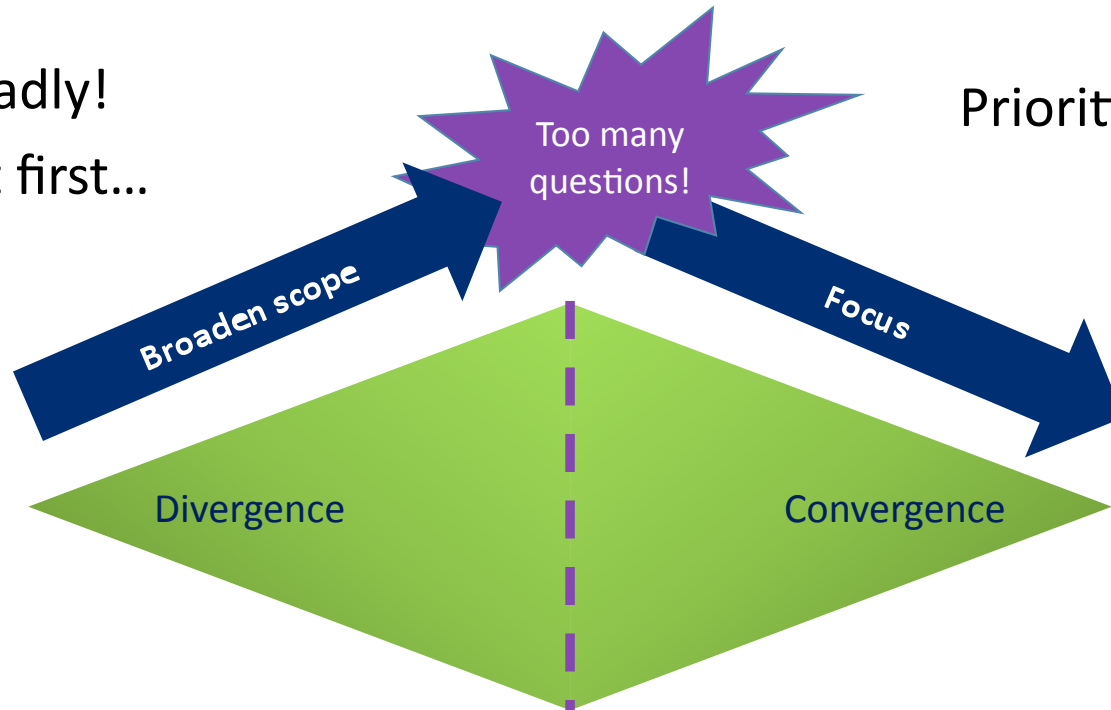 adly!
t first...
Too many
questions!
Priorit
Broaden scope
Focus
Divergence
Convergence